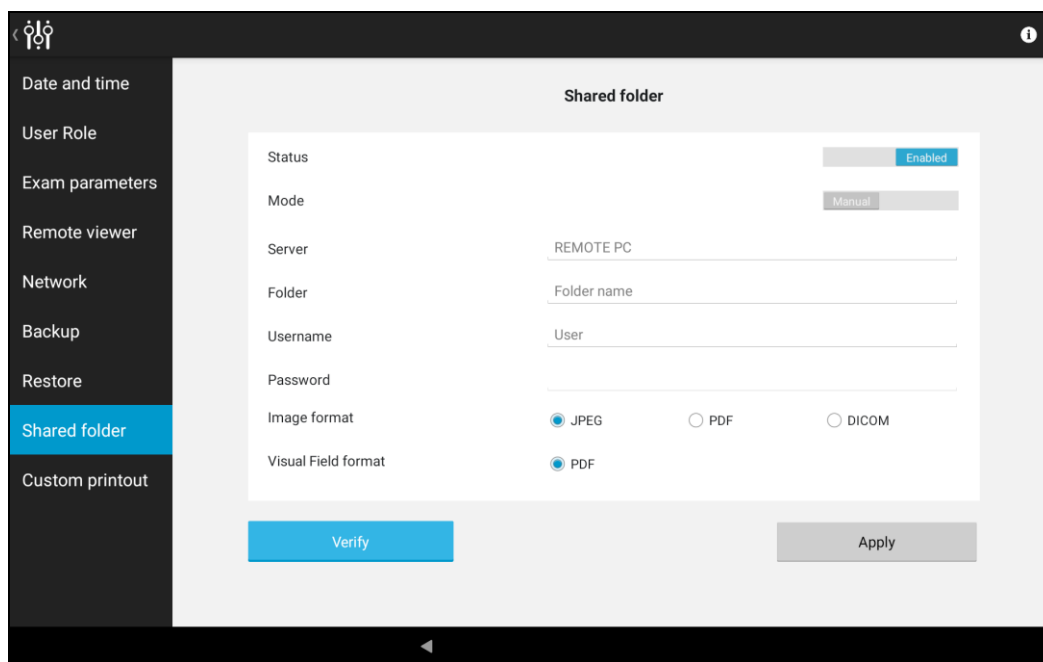 Date and time
User Role
Exam parameters
Remote viewer
Network
Backup
Restore
Shared folder
Custom printout
Shared folder
Status Enabled
Mode Manual
Server REMOTE PC
Folder Folder name
Username User
Password
Image format JPEG PDF DICOM
Visual Field format PDF
Verify Apply